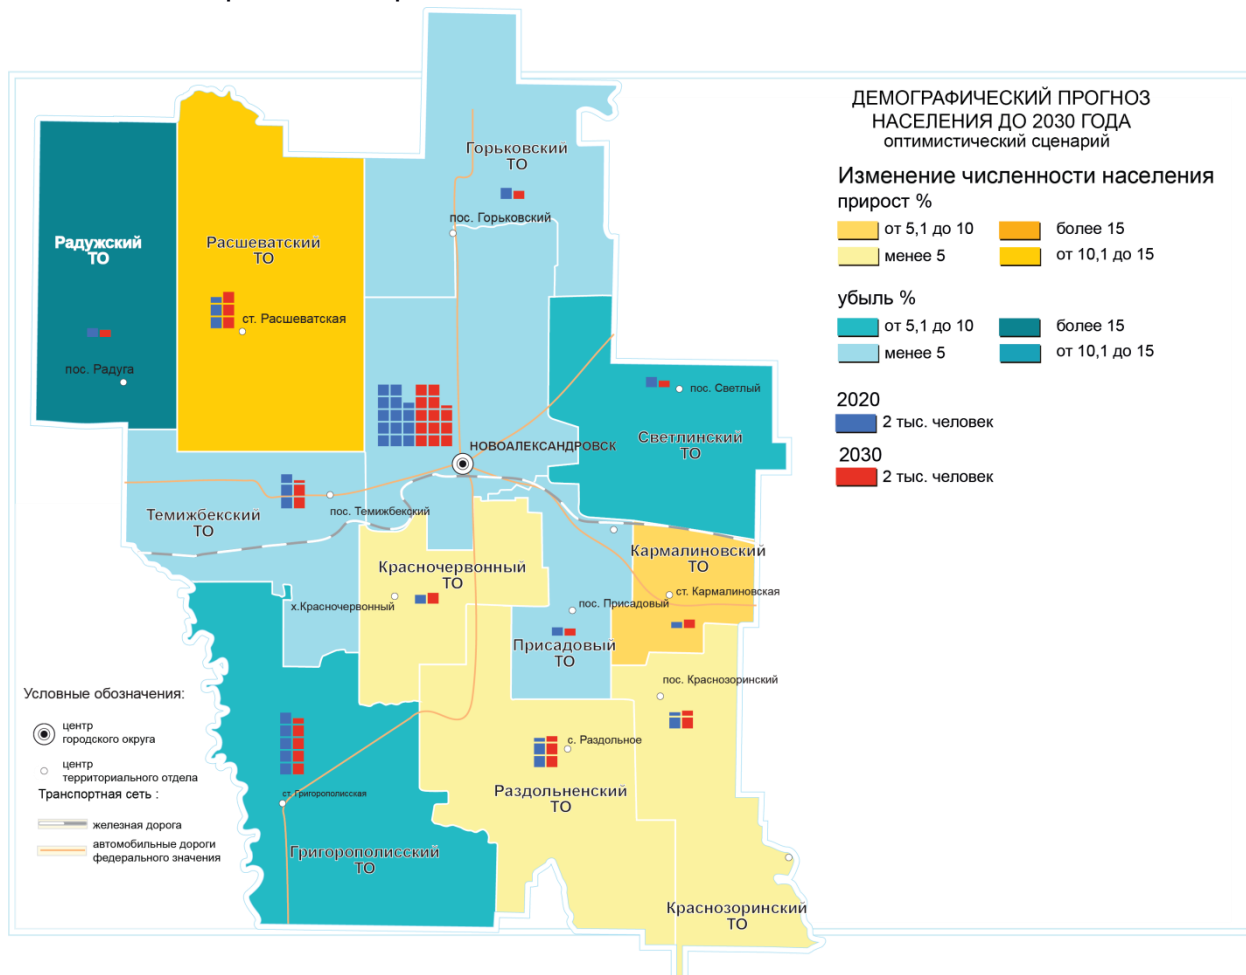 ДЕМОГРАФИЧЕСКИЙ ПРОГНОЗ
НАСЕЛЕНИЯ ДО 2030 ГОДА
оптимистический сценарий
Изменение численности населения
прирост %
от 5,1 до 10
более 15
менее 5
от 10,1 до 15
убыль %
от 5,1 до 10
более 15
менее 5
от 10,1 до 15
2020
2 тыс. человек
2030
2 тыс. человек
Горьковский
ТО
пос. Горьковский
Радужский
ТО
пос. Радуга
Расшеватский
ТО
ст. Расшеватская
пос. Светлый
Светлинский
ТО
НОВОАЛЕКСАНДРОВСК
Темижбекский
ТО
пос. Темижбекский
Красночервонный
ТО
х.Красночервонный
Кармалиновский
ТО
ст. Кармалиновская
пос. Присадовый
Присадовый
ТО
пос. Краснозоринский
с. Раздольное
Раздольненский
ТО
ст. Григорополисская
Григорополисский
ТО
Краснозоринский
ТО
Условные обозначения:
центр
городского округа
центр
территориального отдела
Транспортная сеть :
железная дорога
автомобильные дороги
федерального значения